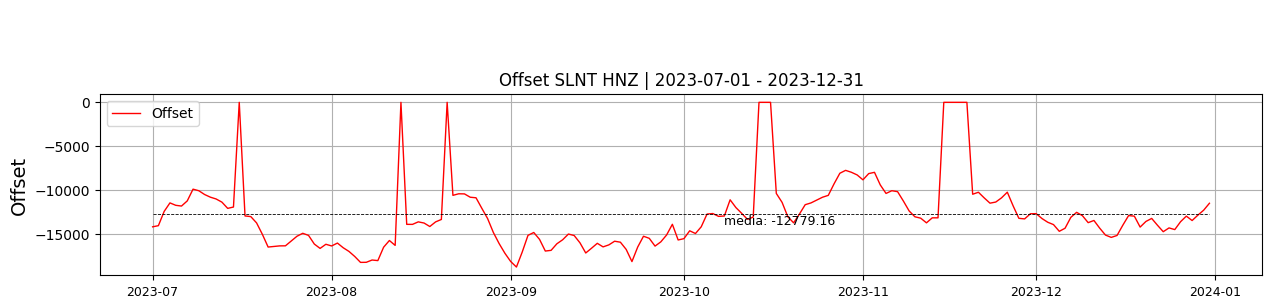 Offset SLNT HNZ | 2023-07-01 - 2023-12-31
Offset
0
−5000
−10000
−15000
Offset
media: -12779.16
2023-07
2023-08
2023-09
2023-10
2023-11
2023-12
2024-01